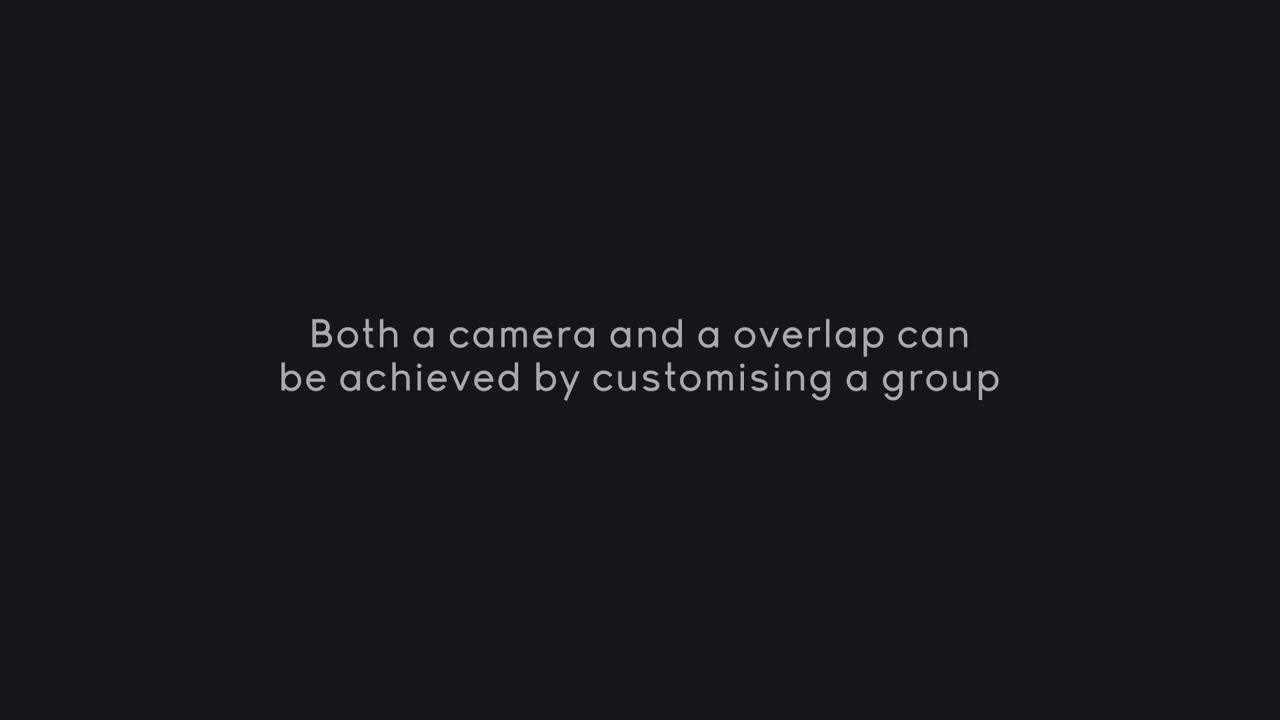 Both a camera and a overlap can
be achieved by customising a group